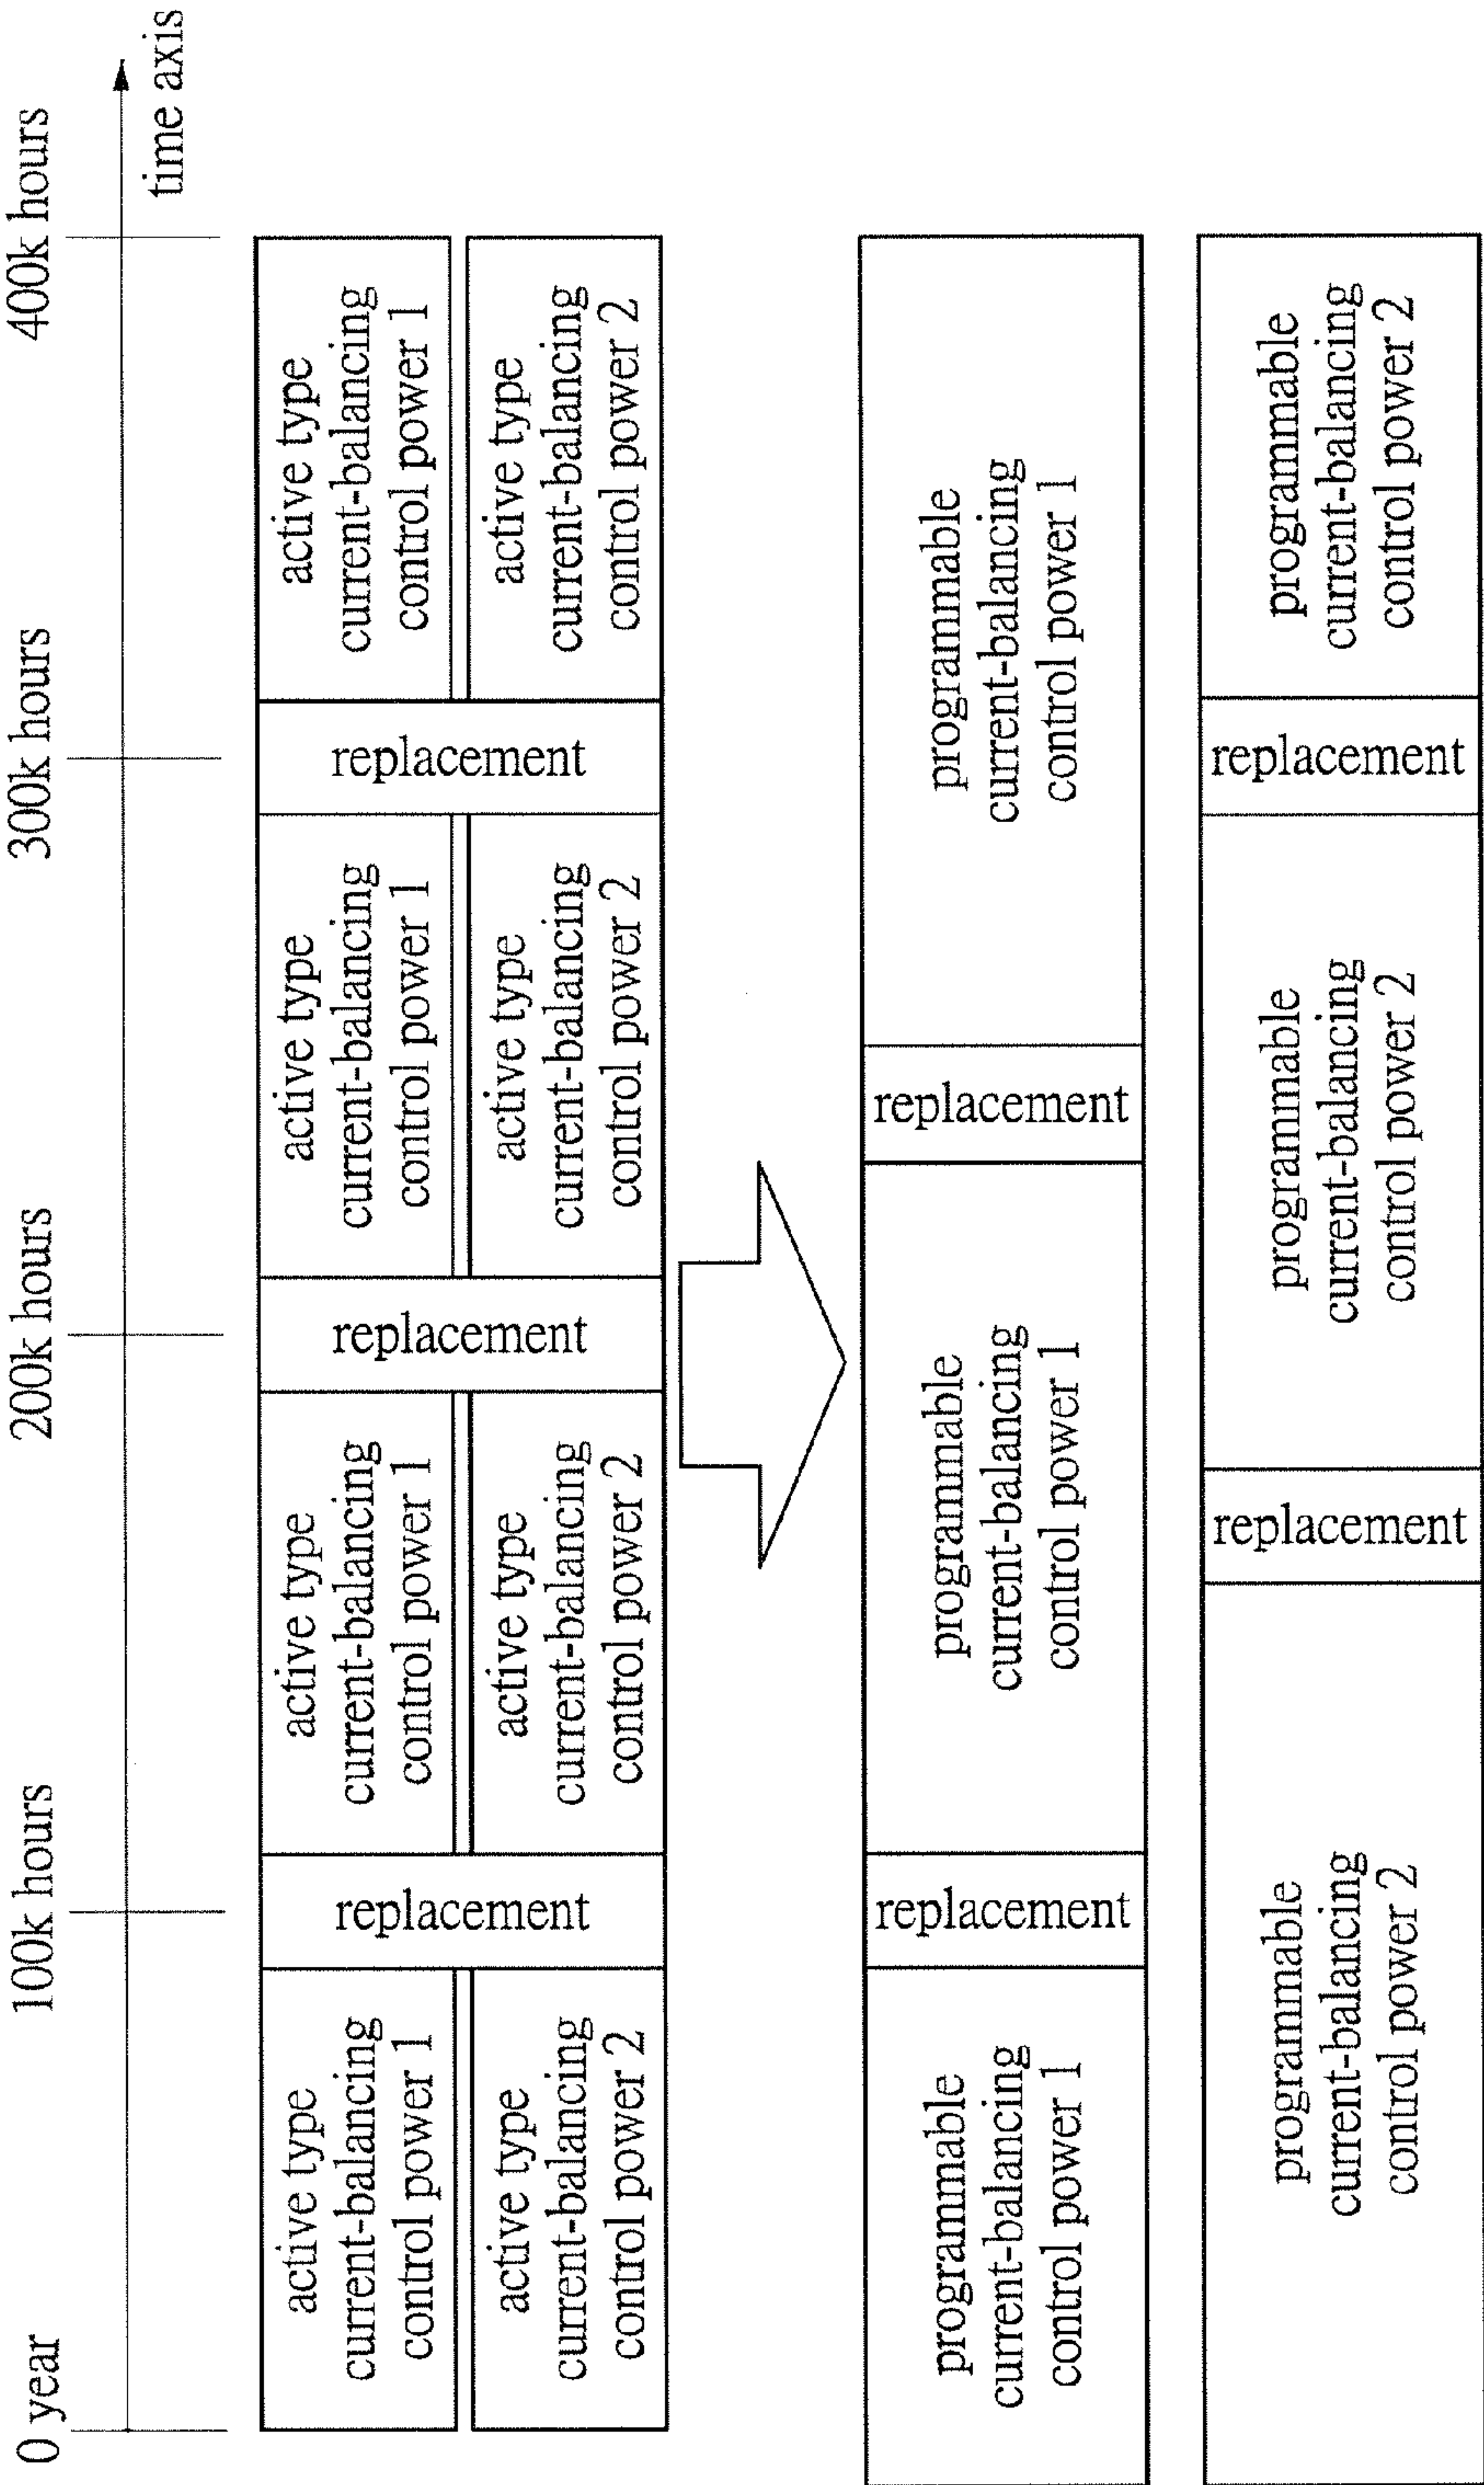 0 year
100k hours
200k hours
300k hours
400k hours
time axis
active type
current-balancing
control power 1
replacement
active type
current-balancing
control power 1
replacement
active type
current-balancing
control power 1
replacement
active type
current-balancing
control power 1
active type
current-balancing
control power 2
active type
current-balancing
control power 2
active type
current-balancing
control power 2
active type
current-balancing
control power 2
programmable
current-balancing
control power 1
replacement
programmable
current-balancing
control power 1
replacement
programmable
current-balancing
control power 1
programmable
current-balancing
control power 2
replacement
programmable
current-balancing
control power 2
replacement
programmable
current-balancing
control power 2